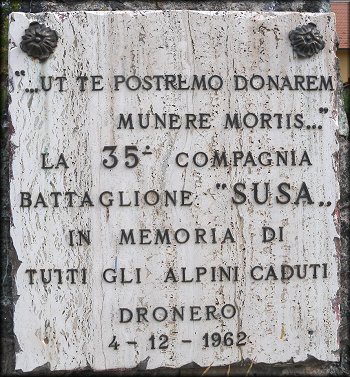 "...UT TE POSTREMO DONAREM
MUNERE MORTIS..."
LA 35ª COMPAGNIA
BATTAGLIONE "SUSA„
IN MEMORIA DI
TUTTI GLI ALPINI CADUTI
DRONERO
4-12-1962